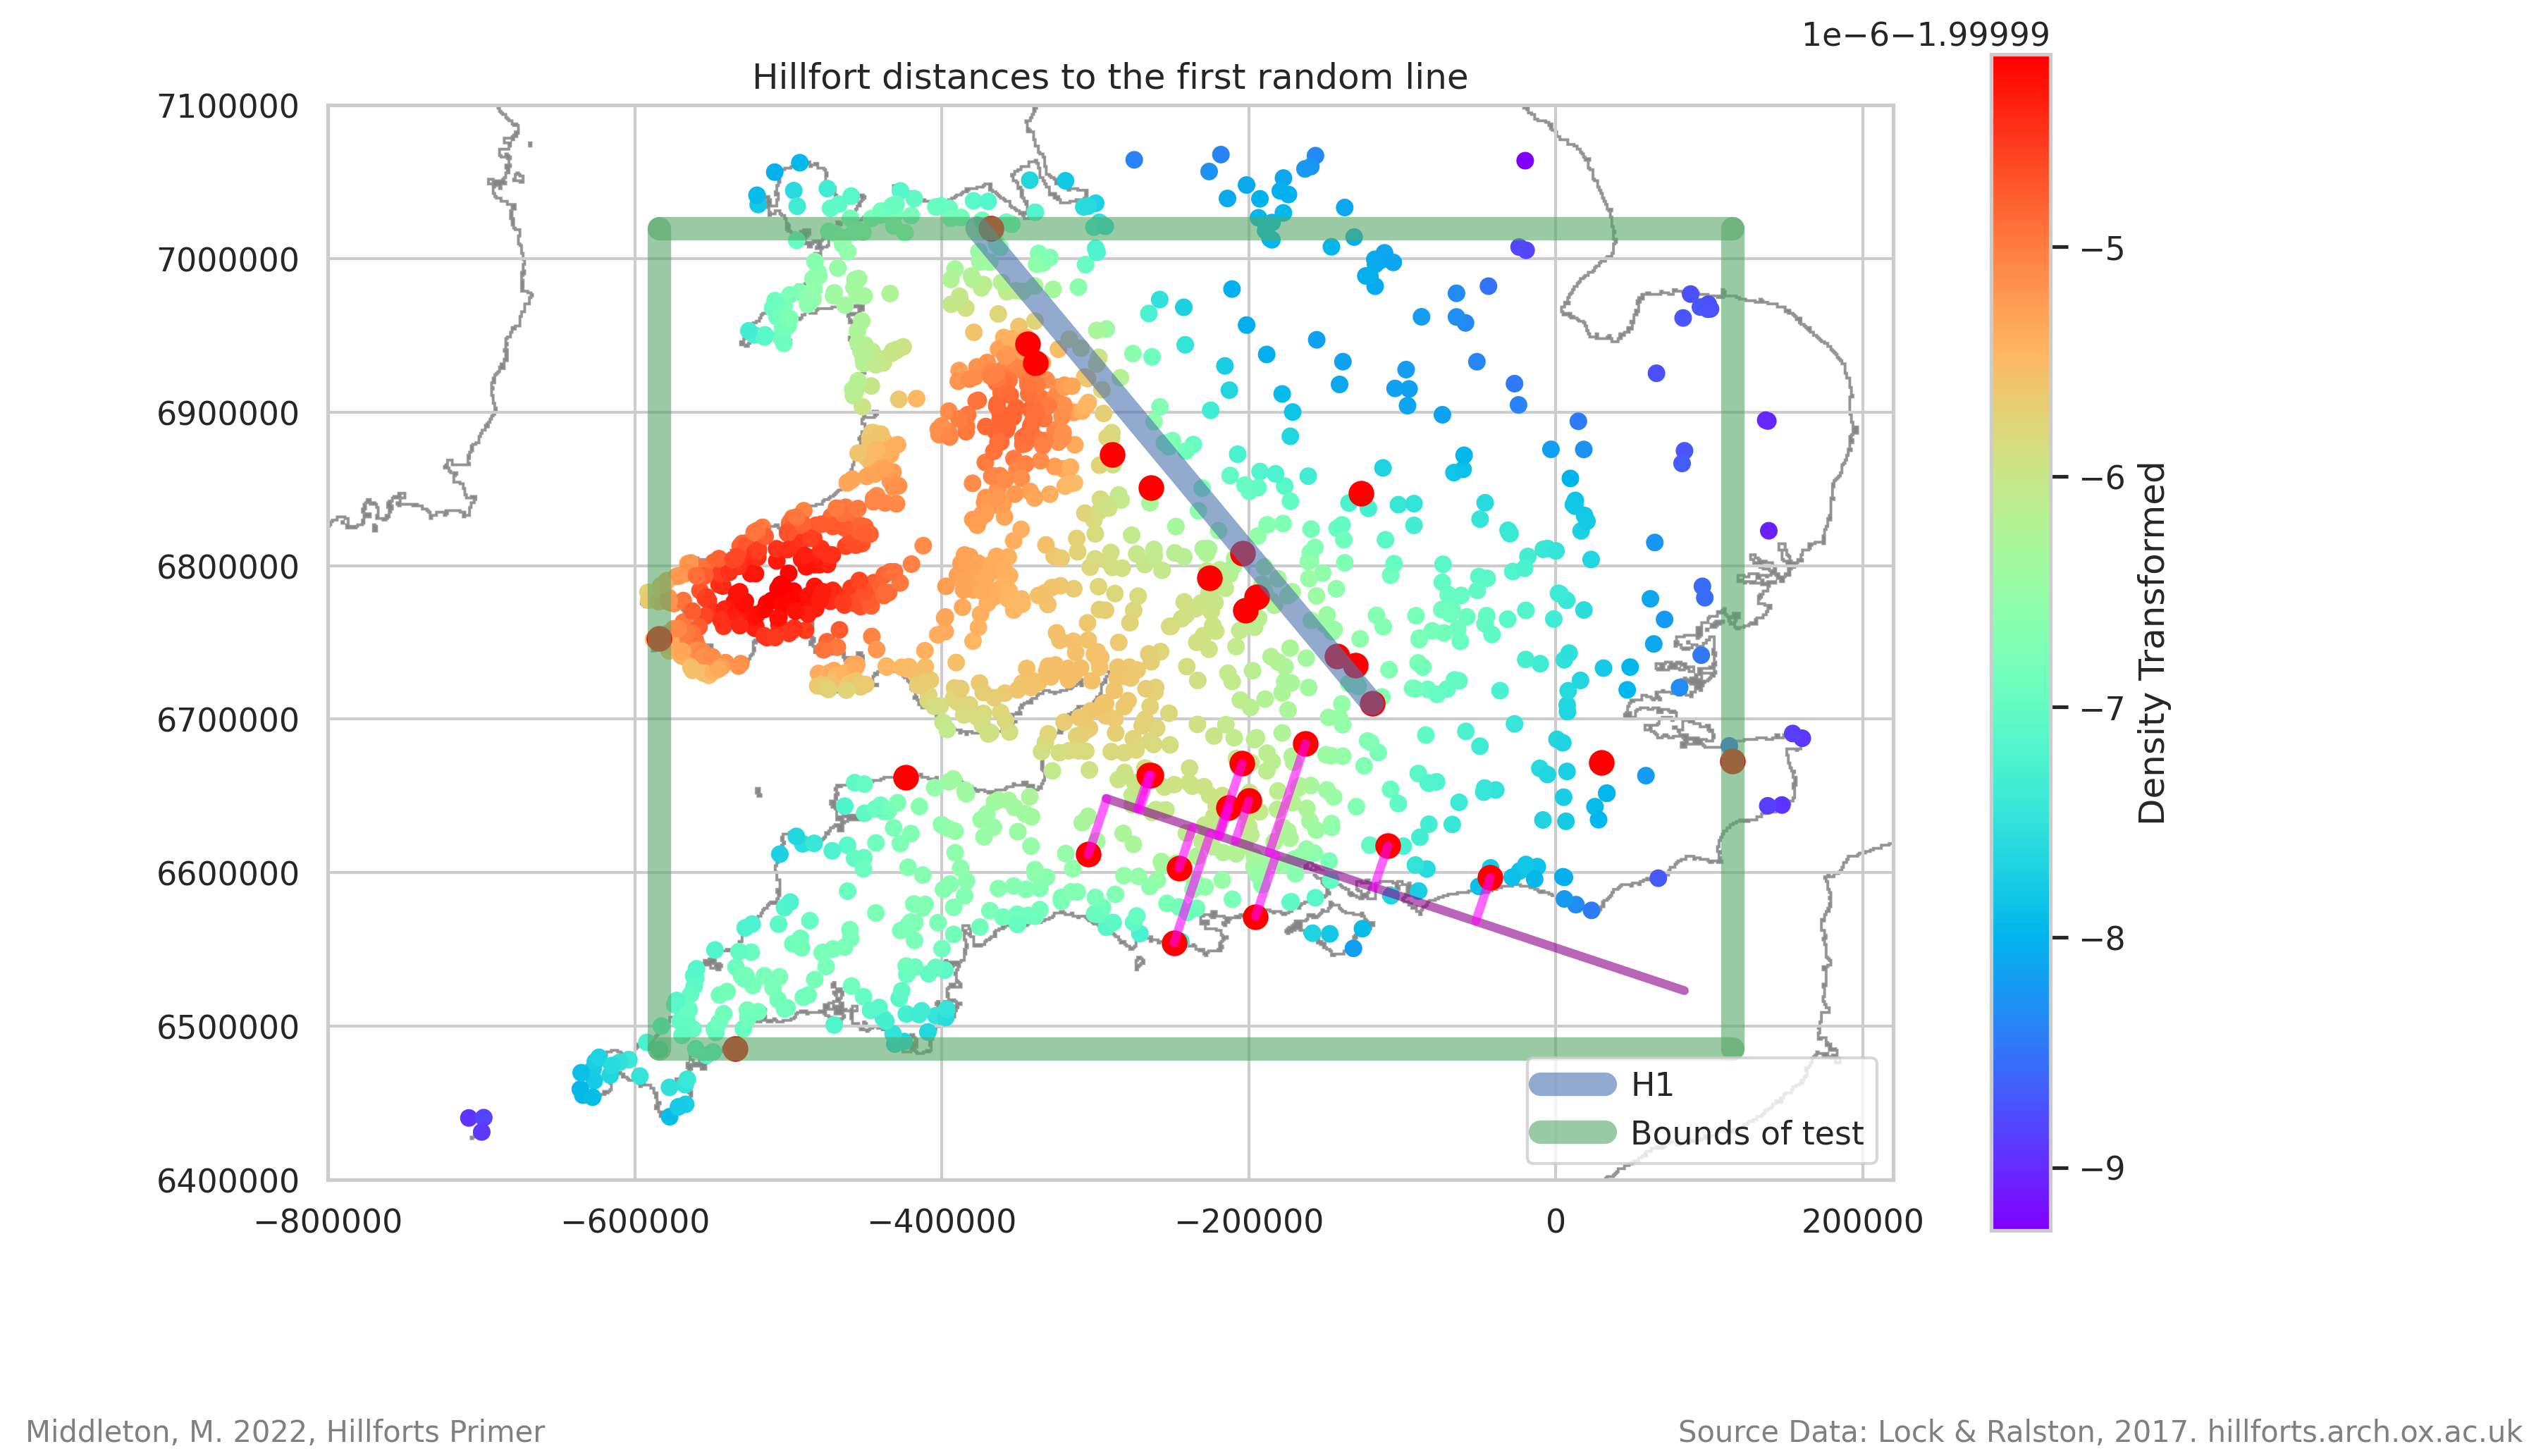 1e−6−1.99999
Hillfort distances to the first random line
7100000
7000000
6900000
6800000
6700000
6600000
6500000
6400000
−800000
−600000
−400000
−200000
0
200000
H1
Bounds of test
−5
−6
−7
−8
−9
Density Transformed
Middleton, M. 2022, Hillforts Primer
Source Data: Lock & Ralston, 2017. hillforts.arch.ox.ac.uk